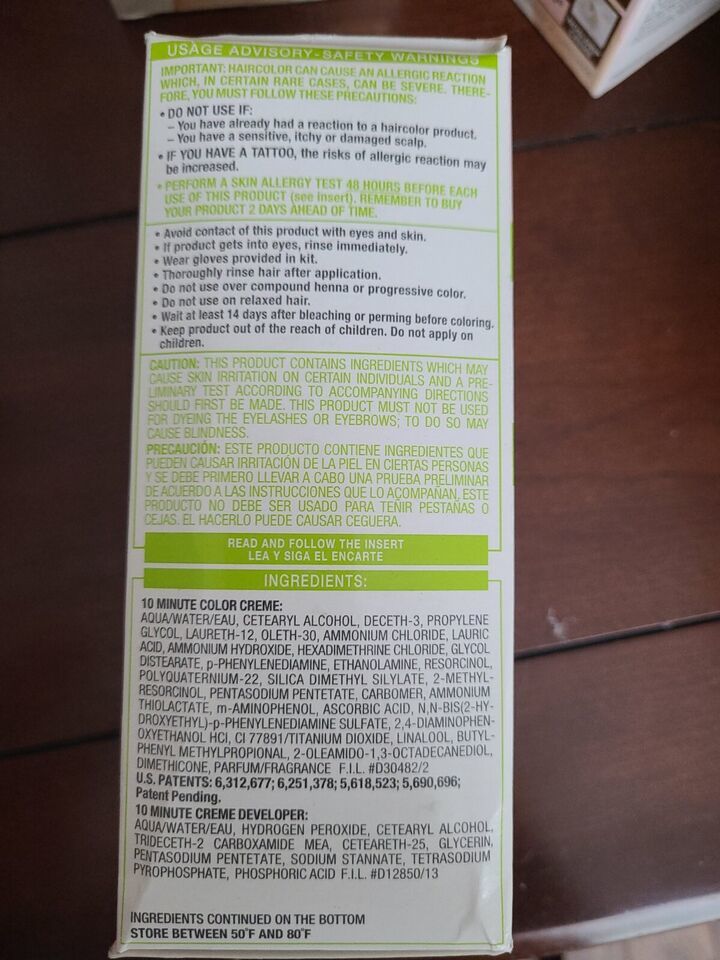 USAGE ADVISORY-SAFETY WARNINGS
IMPORTANT: HAIRCOLOR CAN CAUSE AN ALLERGIC REACTION
WHICH, IN CERTAIN RARE CASES, CAN BE SEVERE. THERE-
FORE, YOU MUST FOLLOW THESE PRECAUTIONS:
• DO NOT USE IF:
– You have already had a reaction to a haircolor product.
– You have a sensitive, itchy or damaged scalp.
• IF YOU HAVE A TATTOO, the risks of allergic reaction may
be increased.
• PERFORM A SKIN ALLERGY TEST 48 HOURS BEFORE EACH
USE OF THIS PRODUCT (see insert). REMEMBER TO BUY
YOUR PRODUCT 2 DAYS AHEAD OF TIME.
• Avoid contact of this product with eyes and skin.
• If product gets into eyes, rinse immediately.
• Wear gloves provided in kit.
• Thoroughly rinse hair after application.
• Do not use over compound henna or progressive color.
• Do not use on relaxed hair.
• Wait at least 14 days after bleaching or perming before coloring.
• Keep product out of the reach of children. Do not apply on
children.
CAUTION: THIS PRODUCT CONTAINS INGREDIENTS WHICH MAY
CAUSE SKIN IRRITATION ON CERTAIN INDIVIDUALS AND A PRE-
LIMINARY TEST ACCORDING TO ACCOMPANYING DIRECTIONS
SHOULD FIRST BE MADE. THIS PRODUCT MUST NOT BE USED
FOR DYEING THE EYELASHES OR EYEBROWS; TO DO SO MAY
CAUSE BLINDNESS.
PRECAUCIÓN: ESTE PRODUCTO CONTIENE INGREDIENTES QUE
PUEDEN CAUSAR IRRITACIÓN DE LA PIEL EN CIERTAS PERSONAS
Y SE DEBE PRIMERO LLEVAR A CABO UNA PRUEBA PRELIMINAR
DE ACUERDO A LAS INSTRUCCIONES QUE LO ACOMPAÑAN. ESTE
PRODUCTO NO DEBE SER USADO PARA TEÑIR PESTAÑAS O
CEJAS. EL HACERLO PUEDE CAUSAR CEGUERA.
READ AND FOLLOW THE INSERT
LEA Y SIGA EL ENCARTE
INGREDIENTS:
10 MINUTE COLOR CREME:
AQUA/WATER/EAU, CETEARYL ALCOHOL, DECETH-3, PROPYLENE
GLYCOL, LAURETH-12, OLETH-30, AMMONIUM CHLORIDE, LAURIC
ACID, AMMONIUM HYDROXIDE, HEXADIMETHRINE CHLORIDE, GLYCOL
DISTEARATE, p-PHENYLENEDIAMINE, ETHANOLAMINE, RESORCINOL,
POLYQUATERNIUM-22, SILICA DIMETHYL SILYLATE, 2-METHYL-
RESORCINOL, PENTASODIUM PENTETATE, CARBOMER, AMMONIUM
THIOLACTATE, m-AMINOPHENOL, ASCORBIC ACID, N,N-BIS(2-HY-
DROXYETHYL)-p-PHENYLENEDIAMINE SULFATE, 2,4-DIAMINOPHEN-
OXYETHANOL HCI, CI 77891/TITANIUM DIOXIDE, LINALOOL, BUTYL-
PHENYL METHYLPROPIONAL, 2-OLEAMIDO-1,3-OCTADECANEDIOL,
DIMETHICONE, PARFUM/FRAGRANCE F.I.L. #D30482/2
U.S. PATENTS: 6,312,677; 6,251,378; 5,618,523; 5,690,696;
Patent Pending.
10 MINUTE CREME DEVELOPER:
AQUA/WATER/EAU, HYDROGEN PEROXIDE, CETEARYL ALCOHOL,
TRIDECETH-2 CARBOXAMIDE MEA, CETEARETH-25, GLYCERIN,
PENTASODIUM PENTETATE, SODIUM STANNATE, TETRASODIUM
PYROPHOSPHATE, PHOSPHORIC ACID F.I.L. #D12850/13
INGREDIENTS CONTINUED ON THE BOTTOM
STORE BETWEEN 50°F AND 80°F